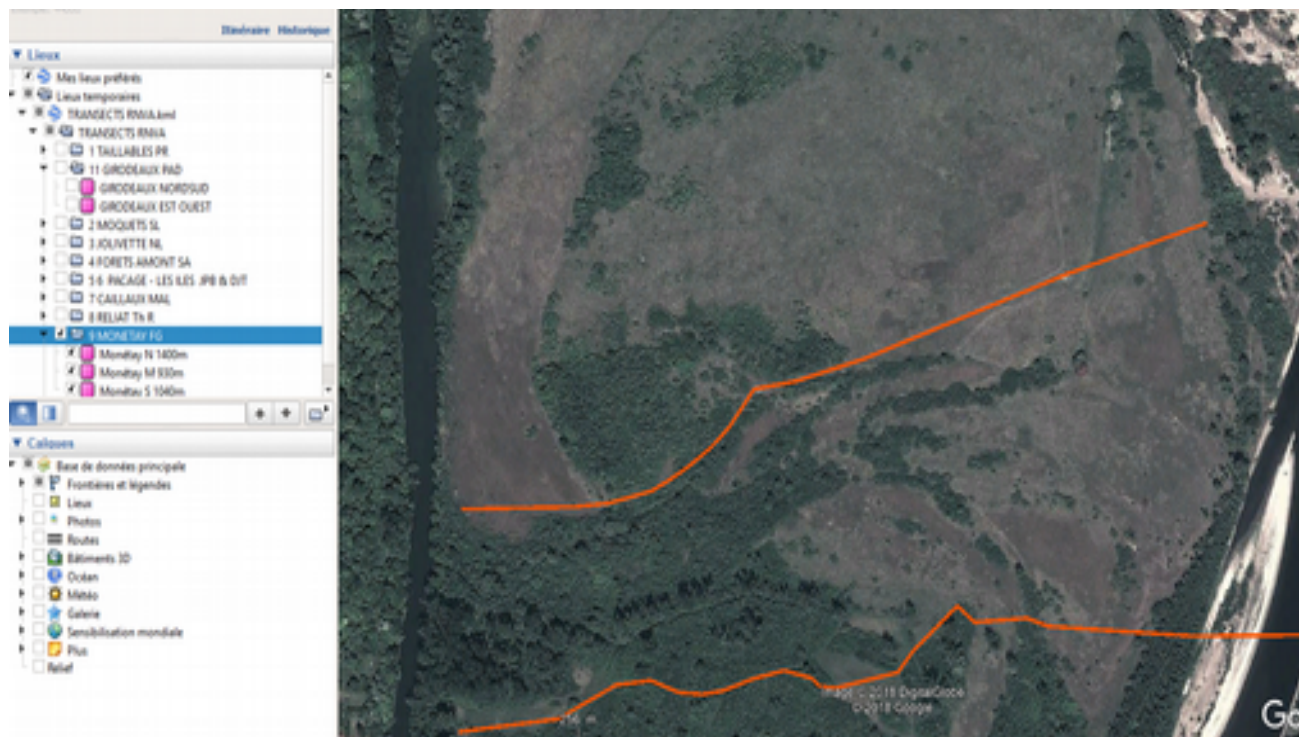 Itinéraire Historique
Lieux
Mes lieux préférés
Lieux temporaires
TRANSECTS RNVA.kml
TRANSECTS RNVA
1 TAILLABLES PR
11 GIRODEAUX PAD
GIRODEAUX NORDSUD
GIRODEAUX EST OUEST
2 MOQUETS SL
3 JOLIVETTE NL
4 FORETS AMONT SA
5 6 PACAGE - LES ILES JPB & DJT
7 CAILLAUX MAL
8 RELIAT Th R
9 MONETAY FG
Monétay N 1400m
Monétay M 930m
Monétau S 1040m
Calques
Base de données principale
Frontières et légendes
Lieux
Photos
Routes
Bâtiments 3D
Océan
Météo
Galerie
Sensibilisation mondiale
Plus
Relief
Image © 2018 DigitalGlobe
© 2018 Google
Go